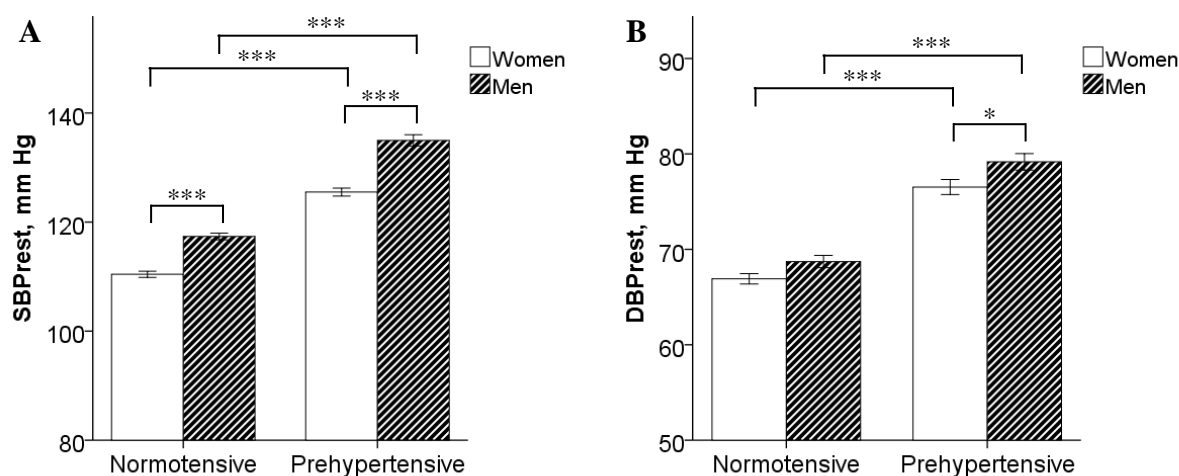 A
***
***
***
***
Women
Men
SBPrest, mm Hg
140
120
100
80
Normotensive
Prehypertensive
B
***
***
*
Women
Men
DBPrest, mm Hg
90
80
70
60
50
Normotensive
Prehypertensive